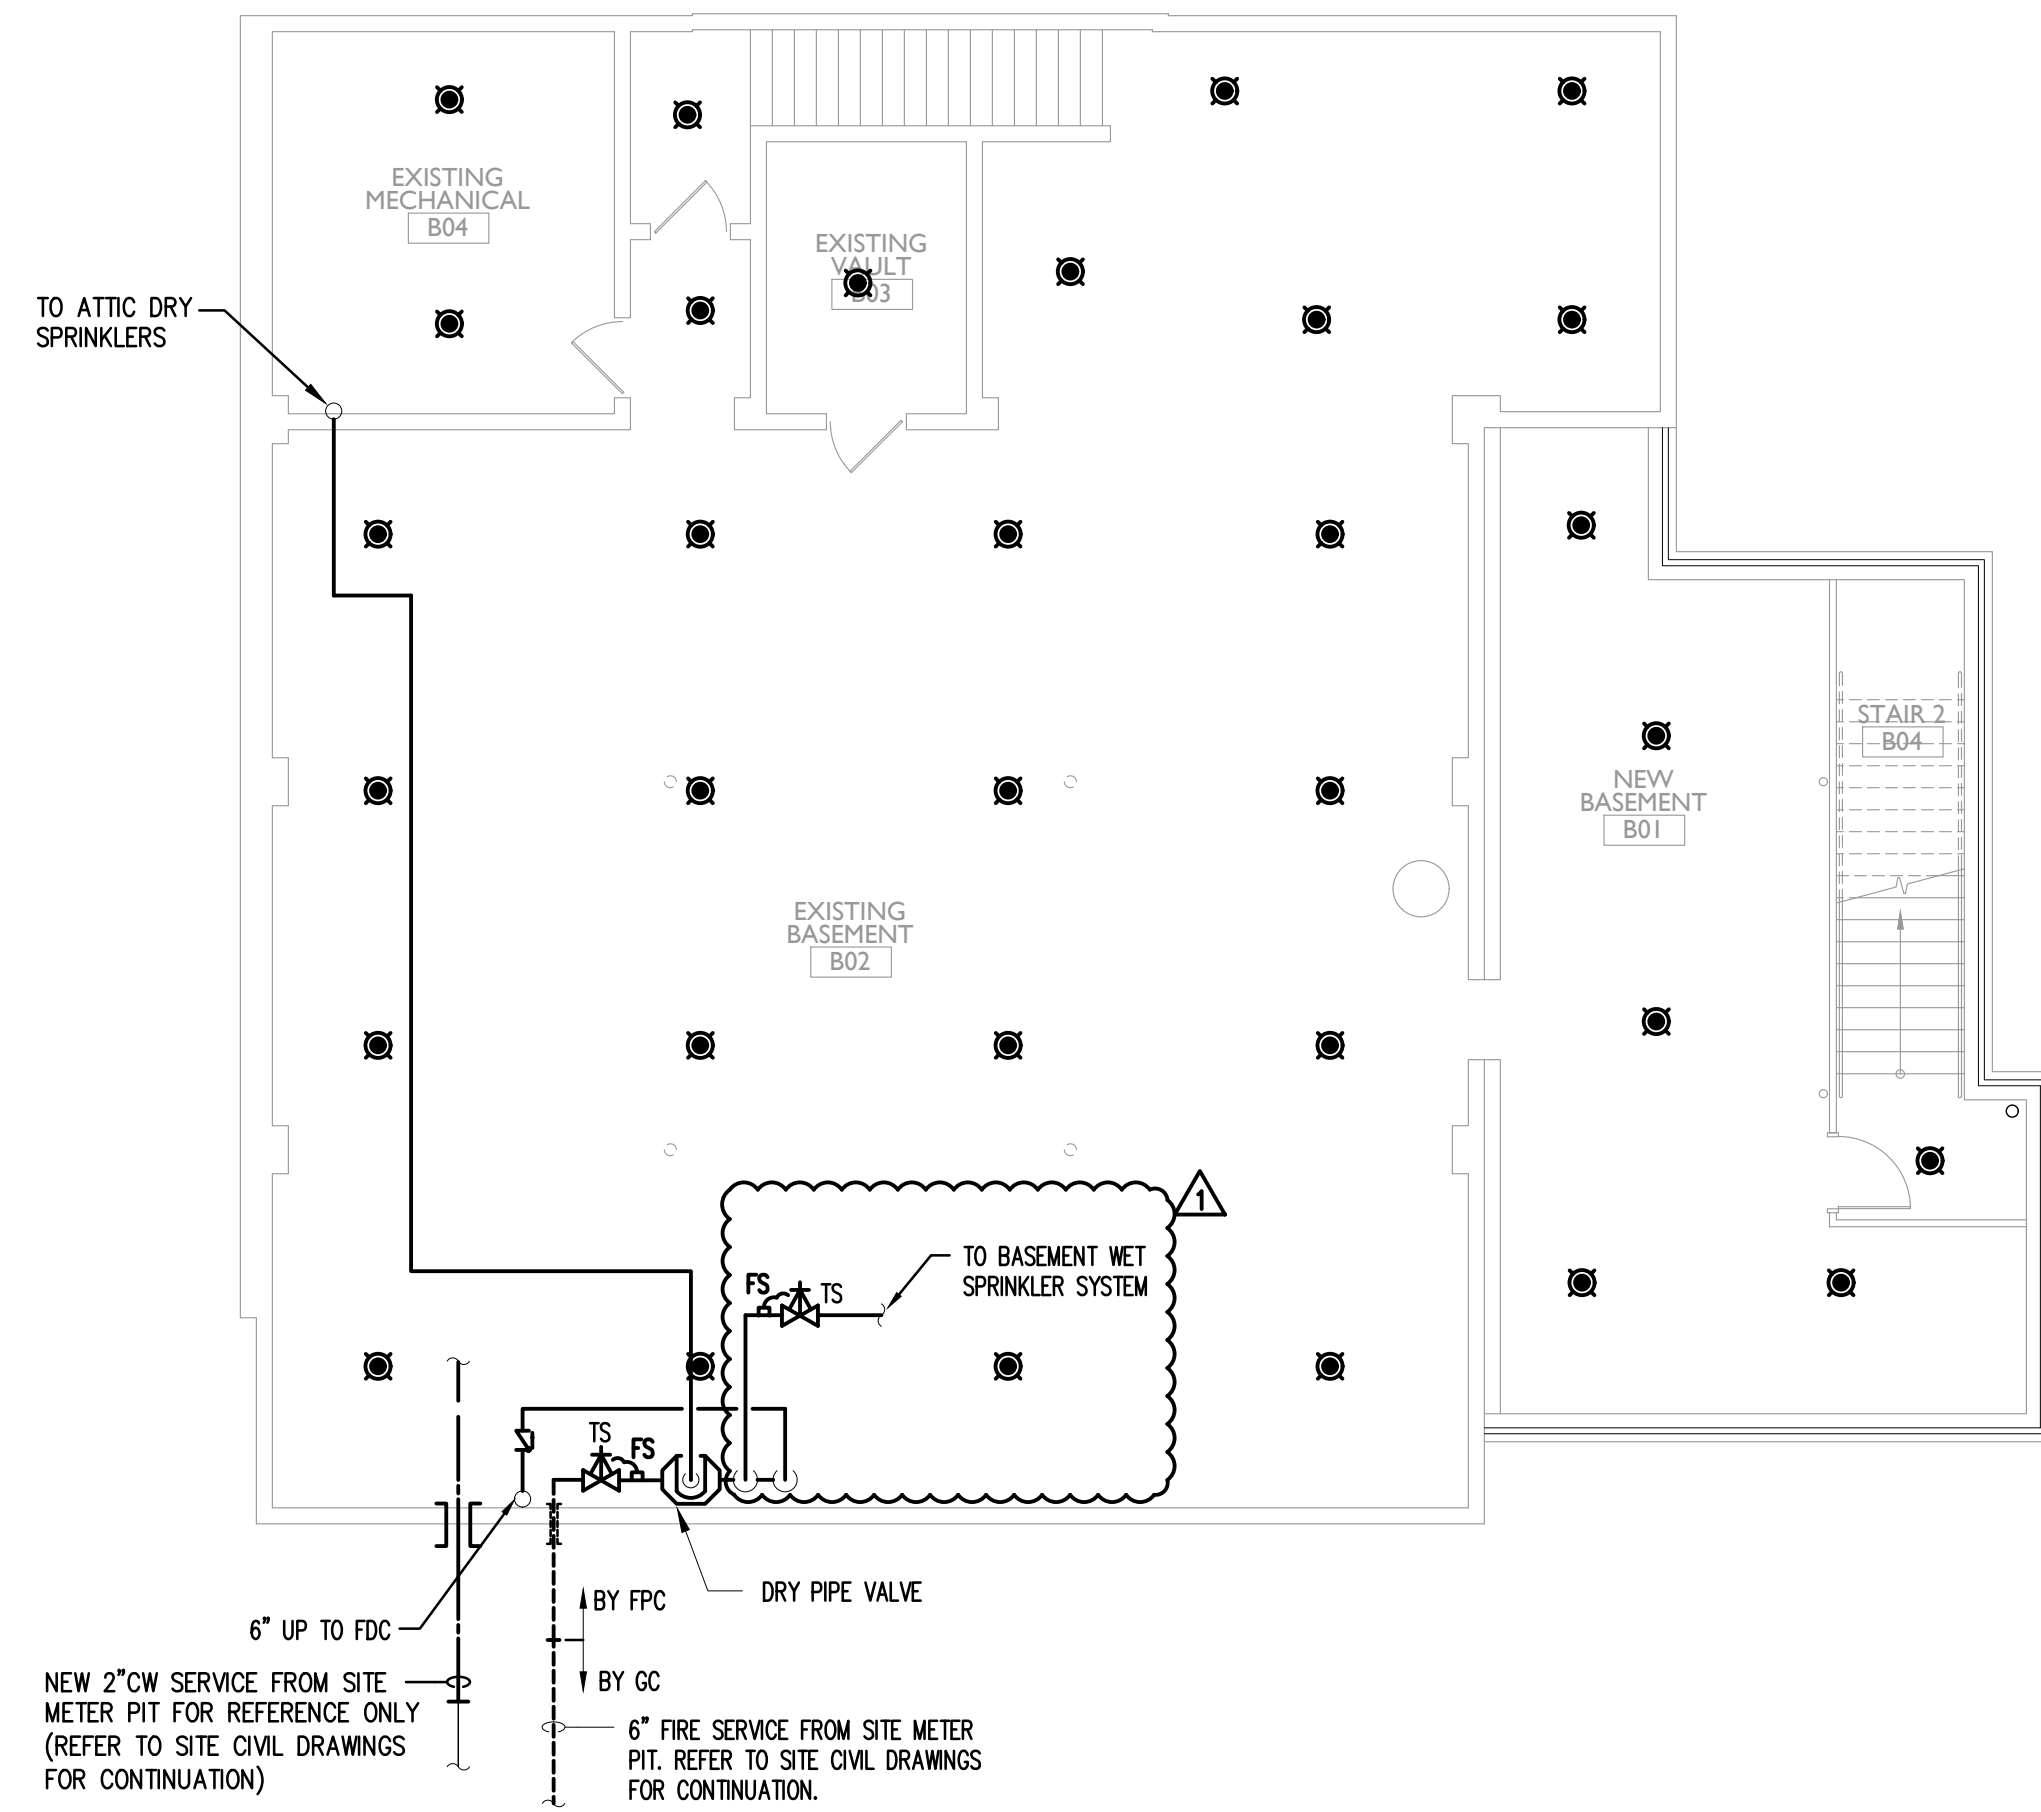 EXISTING
MECHANICAL
B04
EXISTING
VAULT
B03
TO ATTIC DRY
SPRINKLERS
STAIR 2
B04
NEW
BASEMENT
B01
EXISTING
BASEMENT
B02
1
TO BASEMENT WET
SPRINKLER SYSTEM
FS
TS
TS
FS
DRY PIPE VALVE
BY FPC
6" UP TO FDC
BY GC
NEW 2"CW SERVICE FROM SITE
METER PIT FOR REFERENCE ONLY
(REFER TO SITE CIVIL DRAWINGS
FOR CONTINUATION)
6" FIRE SERVICE FROM SITE METER
PIT. REFER TO SITE CIVIL DRAWINGS
FOR CONTINUATION.